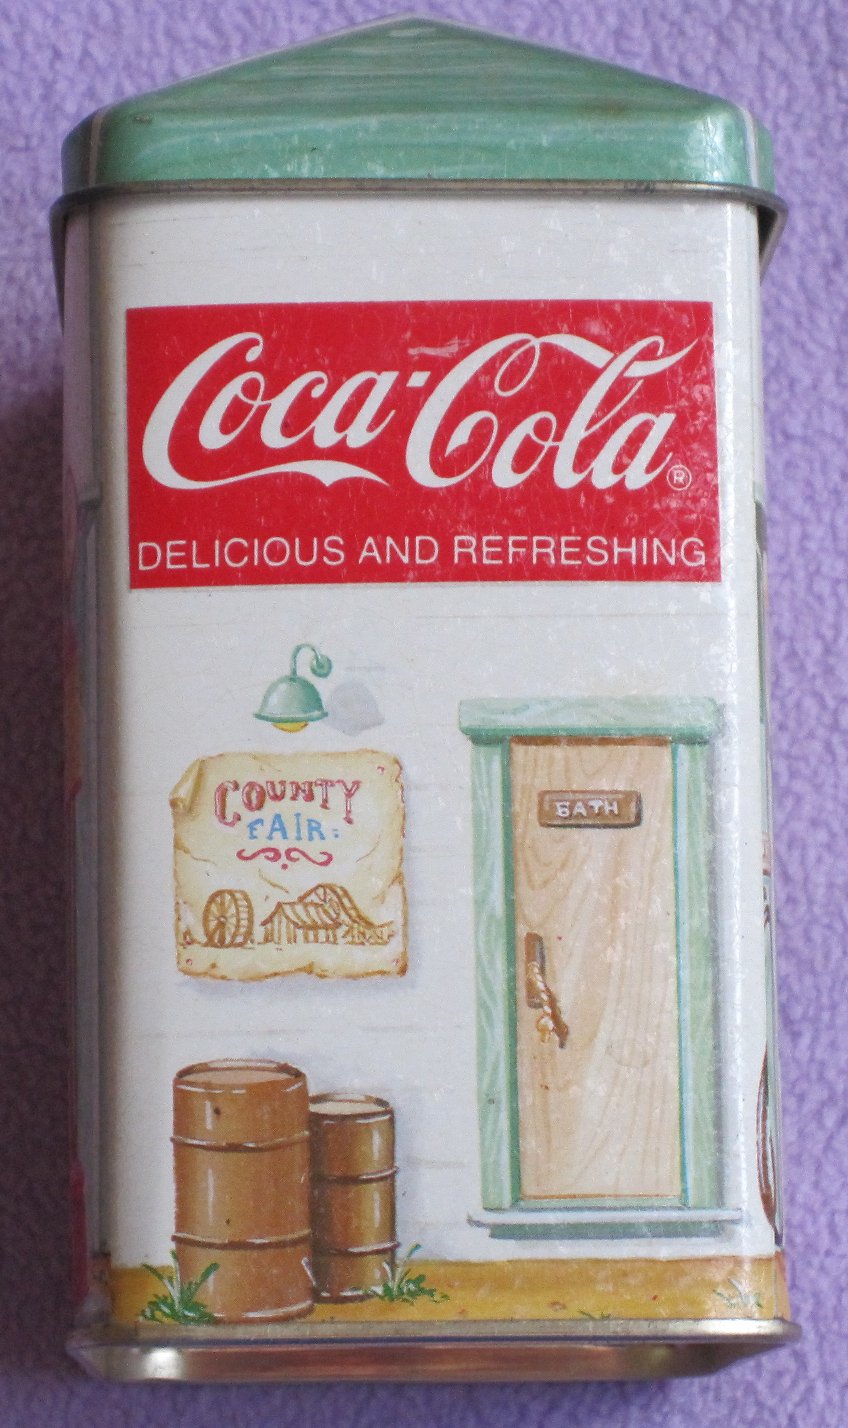 Coca-Cola®
DELICIOUS AND REFRESHING
COUNTY
FAIR:
BATH